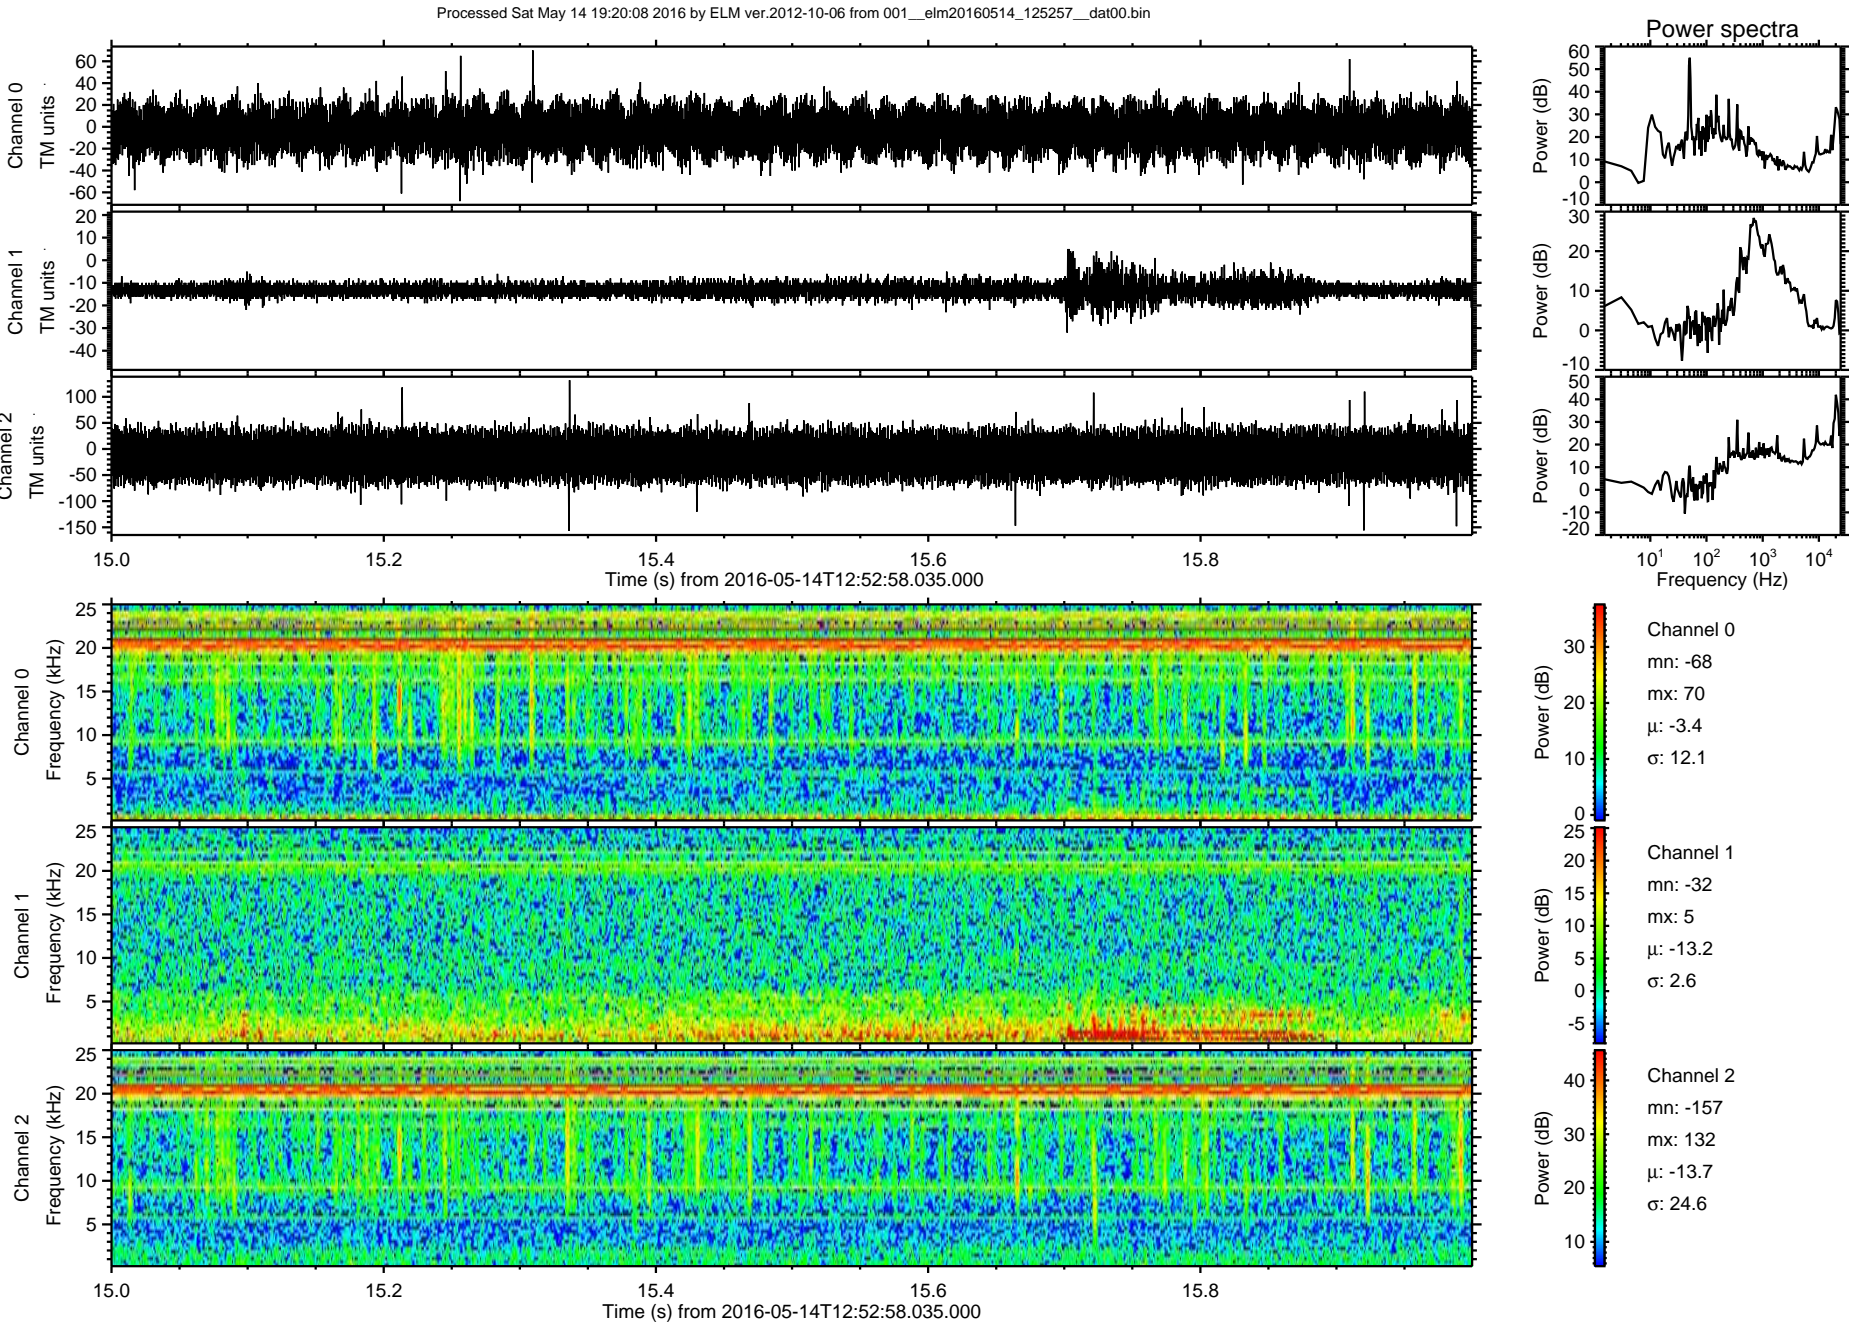 Processed Sat May 14 19:20:08 2016 by ELM ver.2012-10-06 from 001__elm20160514_125257__dat00.bin
Power spectra
Channel 0
TM units
60
40
20
0
-20
-40
-60
Power (dB)
60
50
40
30
20
10
0
-10
Channel 1
TM units
20
10
0
-10
-20
-30
-40
Power (dB)
30
20
10
0
-10
Channel 2
TM units
100
50
0
-50
-100
-150
Power (dB)
50
40
30
20
10
0
-10
-20
15.0 15.2 15.4 15.6 15.8
Time (s) from 2016-05-14T12:52:58.035.000
10^1 10^2 10^3 10^4
Frequency (Hz)
Channel 0
Frequency (kHz)
25
20
15
10
5
Power (dB)
30
20
10
0
Channel 0
mn: -68
mx: 70
µ: -3.4
σ: 12.1
Channel 1
Frequency (kHz)
25
20
15
10
5
Power (dB)
25
20
15
10
5
0
-5
Channel 1
mn: -32
mx: 5
µ: -13.2
σ: 2.6
Channel 2
Frequency (kHz)
25
20
15
10
5
Power (dB)
40
30
20
10
Channel 2
mn: -157
mx: 132
µ: -13.7
σ: 24.6
15.0 15.2 15.4 15.6 15.8
Time (s) from 2016-05-14T12:52:58.035.000